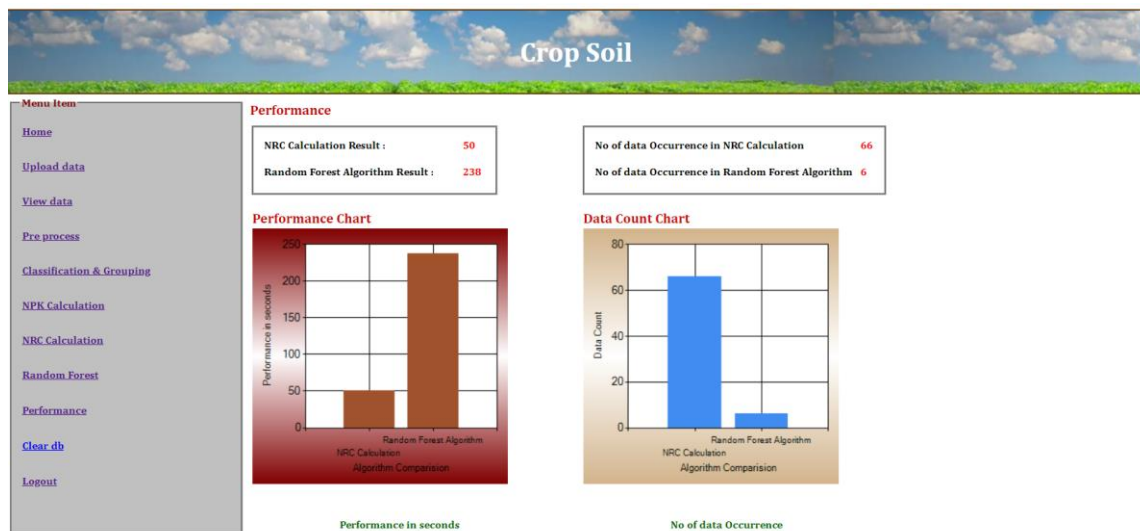 Crop Soil
Menu Item
Home
Upload data
View data
Pre process
Classification & Grouping
NPK Calculation
NRC Calculation
Random Forest
Performance
Clear db
Logout
Performance
NRC Calculation Result : 50
Random Forest Algorithm Result : 238
No of data Occurrence in NRC Calculation 66
No of data Occurrence in Random Forest Algorithm 6
Performance Chart
250
200
150
100
50
0
Performance in seconds
Random Forest Algorithm
NRC Calculation
Algorithm Comparision
Performance in seconds
Data Count Chart
80
60
40
20
0
Data Count
Random Forest Algorithm
NRC Calculation
Algorithm Comparision
No of data Occurrence